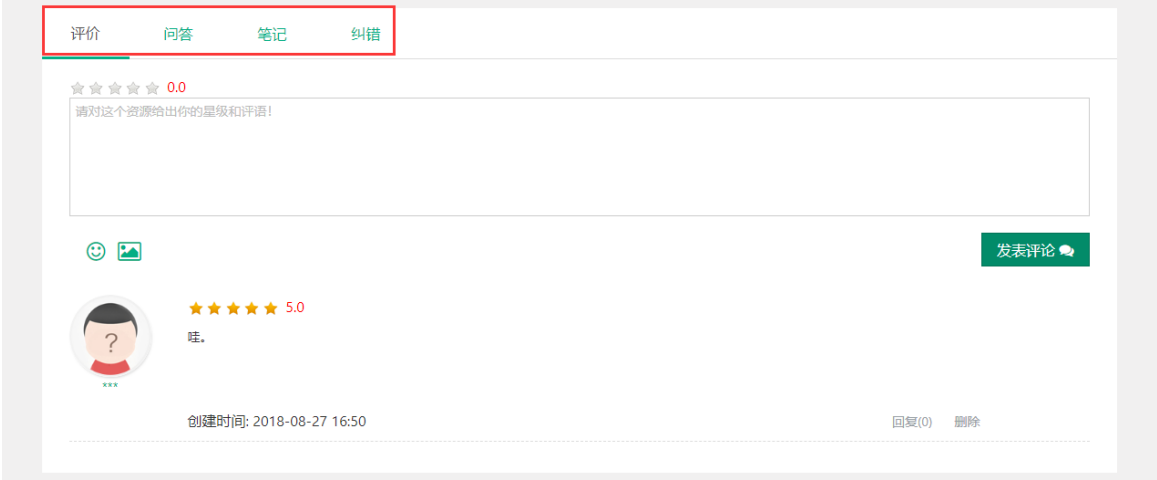 评价 问答 笔记 纠错
0.0
请对这个资源给出你的星级和评语！
发表评论
5.0
哇。
?
***
创建时间: 2018-08-27 16:50 回复(0) 删除